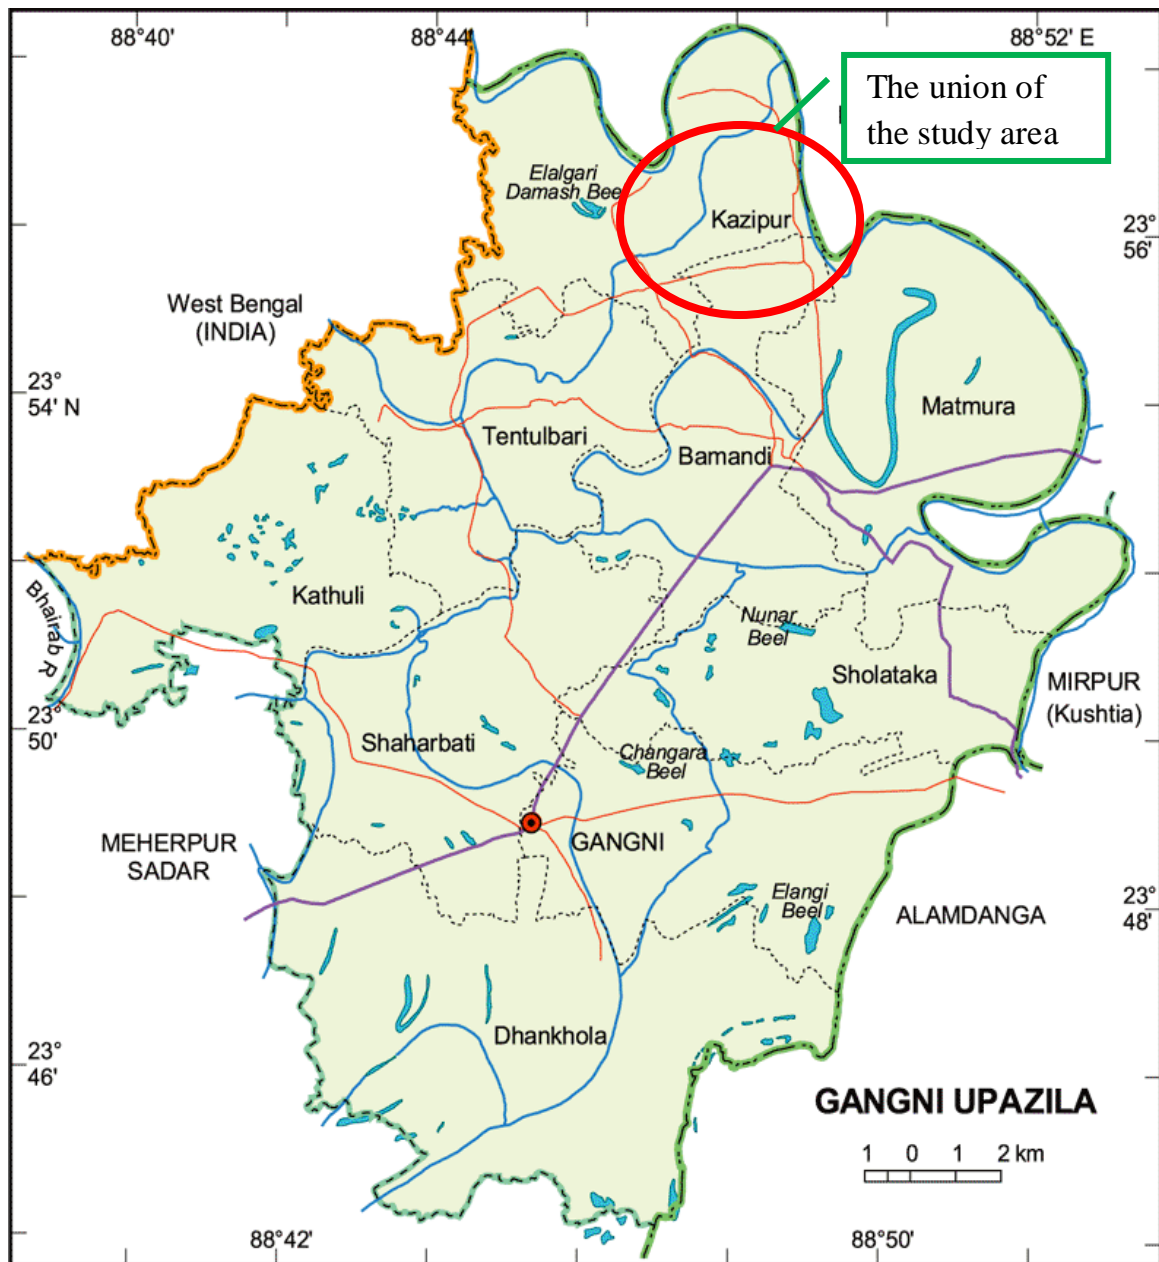 88°40'
88°44'
88°52' E
The union of
the study area
Elalgari
Damash Beel
Kazipur
23°
56'
West Bengal
(INDIA)
23°
54' N
Matmura
Tentulbari
Bamandi
Kathuli
Bhairab R
Nunar
Beel
Sholataka
MIRPUR
(Kushtia)
23°
50'
Shaharbati
Changara
Beel
MEHERPUR
SADAR
GANGNI
Elangi
Beel
ALAMDANGA
23°
48'
Dhankhola
23°
46'
GANGNI UPAZILA
1 0 1 2 km
88°42'
88°50'